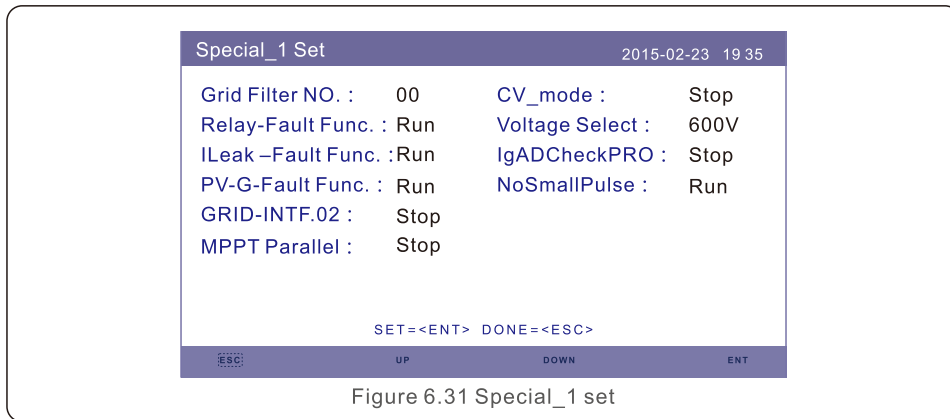 Special_1 Set 2015-02-23 19 35
Grid Filter NO. : 00 CV_mode : Stop
Relay-Fault Func. : Run Voltage Select : 600V
ILeak –Fault Func. : Run IgADCheckPRO : Stop
PV-G-Fault Func. : Run NoSmallPulse : Run
GRID-INTF.02 : Stop
MPPT Parallel : Stop
SET=<ENT> DONE=<ESC>
ESC UP DOWN ENT
Figure 6.31 Special_1 set